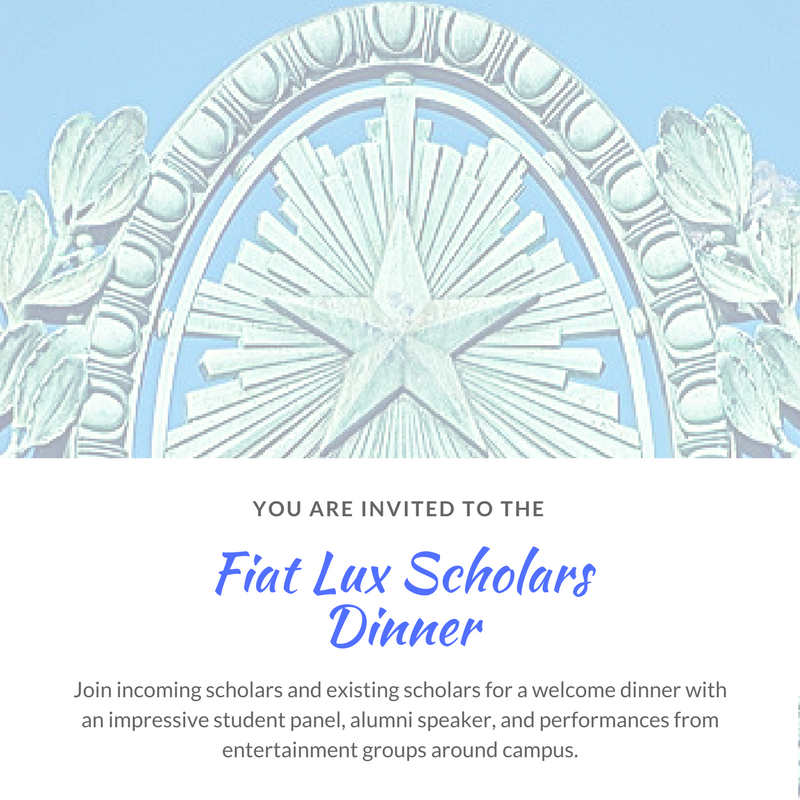 YOU ARE INVITED TO THE
Fiat Lux Scholars
Dinner
Join incoming scholars and existing scholars for a welcome dinner with
an impressive student panel, alumni speaker, and performances from
entertainment groups around campus.